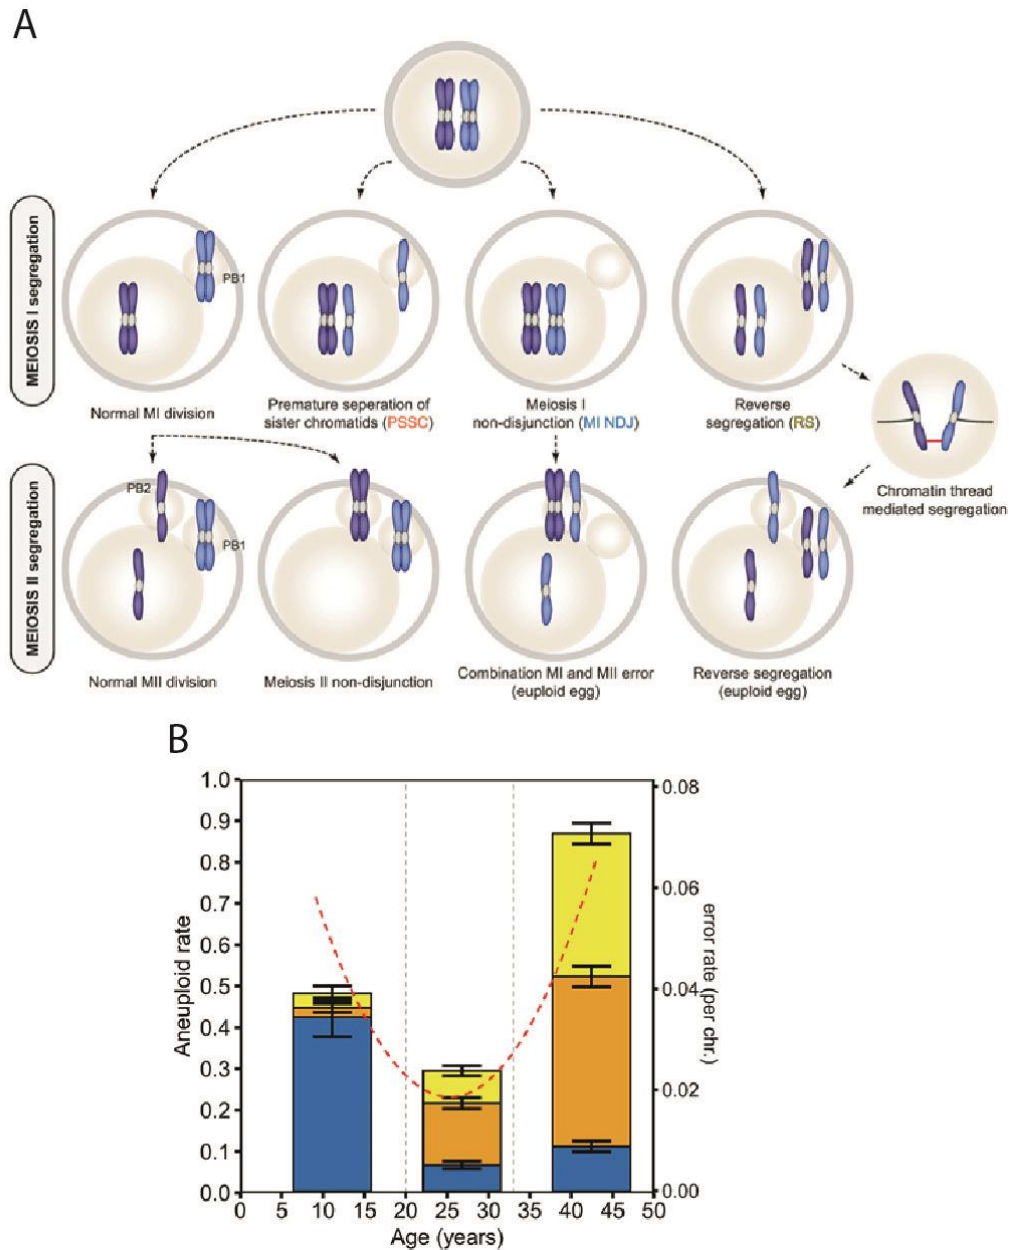 A
MEIOSIS I segregation
PB1
Normal MI division
Premature seperation of
sister chromatids (PSSC)
Meiosis I
non-disjunction (MI NDJ)
Reverse
segregation (RS)
Chromatin thread
mediated segregation
MEIOSIS II segregation
PB2
PB1
Normal MII division
Meiosis II non-disjunction
Combination MI and MII error
(euploid egg)
Reverse segregation
(euploid egg)
B
Aneuploid rate
1.0
0.9
0.8
0.7
0.6
0.5
0.4
0.3
0.2
0.1
0.0
0.08
0.06
0.04
0.02
0.00
error rate (per chr.)
0 5 10 15 20 25 30 35 40 45 50
Age (years)